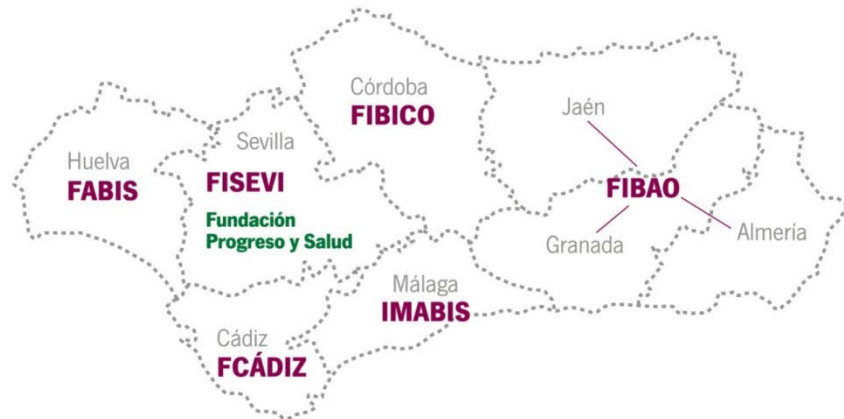 Córdoba
FIBICO
Jaén
Sevilla
FISEVI
Fundación
Progreso y Salud
Huelva
FABIS
FIBAO
Granada
Almería
Málaga
IMABIS
Cádiz
FCÁDIZ